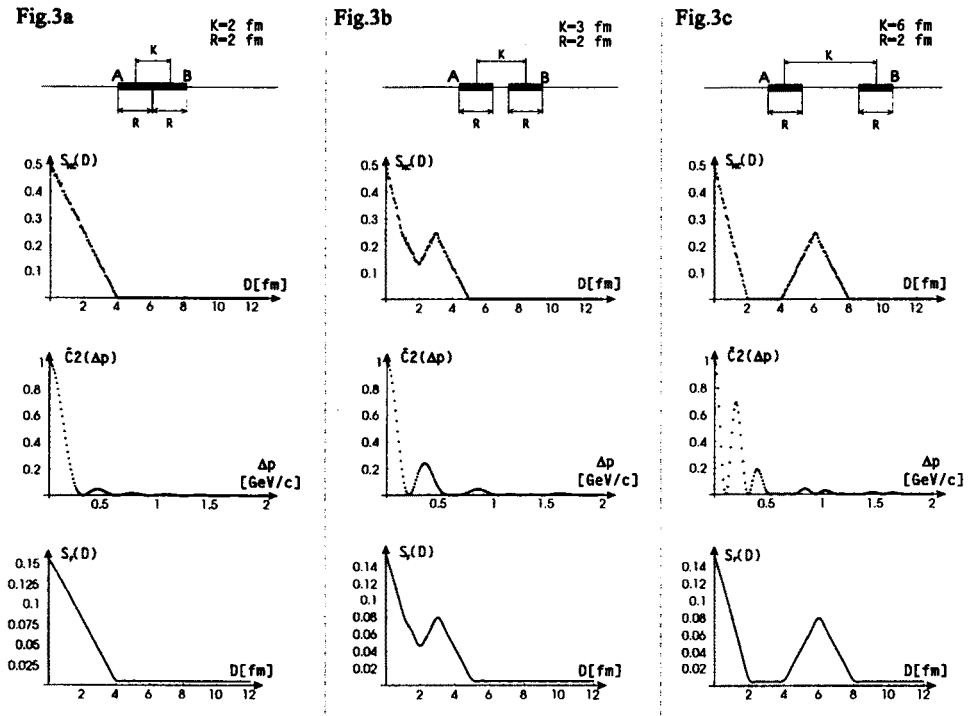 Fig.3a
K=2 fm
R=2 fm
K
A B
R R
S (D)
0.5
0.4
0.3
0.2
0.1
D[fm]
2 4 6 8 10 12
C̃2(Δp)
1
0.8
0.6
0.4
0.2
Δp
[GeV/c]
0.5 1 1.5 2
S (D)
0.15
0.125
0.1
0.075
0.05
0.025
D[fm]
2 4 6 8 10 12
Fig.3b
K=3 fm
R=2 fm
K
A B
R R
S (D)
0.5
0.4
0.3
0.2
0.1
D[fm]
2 4 6 8 10 12
C̃2(Δp)
1
0.8
0.6
0.4
0.2
Δp
[GeV/c]
0.5 1 1.5 2
S (D)
0.14
0.12
0.1
0.08
0.06
0.04
0.02
D[fm]
2 4 6 8 10 12
Fig.3c
K=6 fm
R=2 fm
K
A B
R R
S (D)
0.5
0.4
0.3
0.2
0.1
D[fm]
2 4 6 8 10 12
C̃2(Δp)
1
0.8
0.6
0.4
0.2
Δp
[GeV/c]
0.5 1 1.5 2
S (D)
0.14
0.12
0.1
0.08
0.06
0.04
0.02
D[fm]
2 4 6 8 10 12